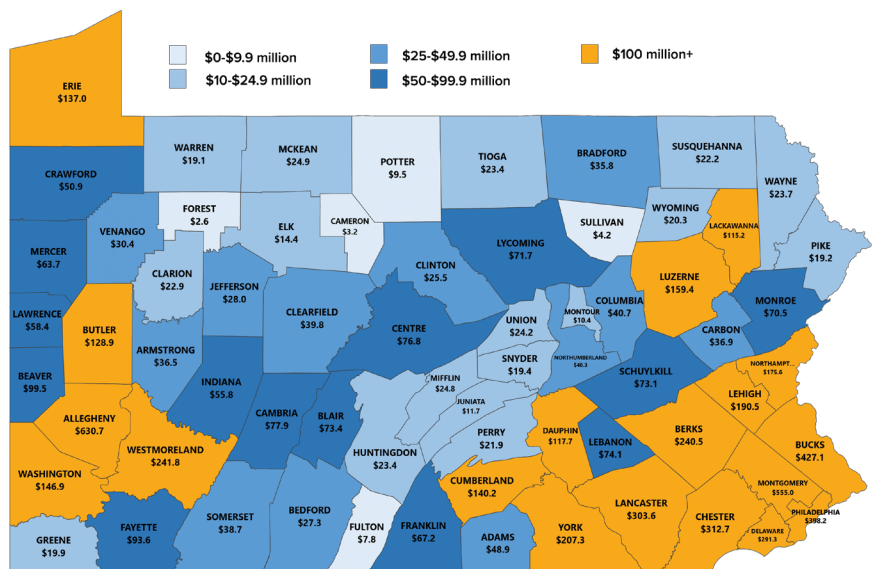 $0-$9.9 million
$10-$24.9 million
$25-$49.9 million
$50-$99.9 million
$100 million+
ERIE
$137.0
WARREN
$19.1
MCKEAN
$24.9
POTTER
$9.5
TIOGA
$23.4
BRADFORD
$35.8
SUSQUEHANNA
$22.2
WAYNE
$23.7
CRAWFORD
$50.9
FOREST
$2.6
VENANGO
$30.4
ELK
$14.4
CAMERON
$3.2
SULLIVAN
$4.2
WYOMING
$20.3
LACKAWANNA
$115.2
PIKE
$19.2
MERCER
$63.7
CLARION
$22.9
JEFFERSON
$28.0
CLINTON
$25.5
LYCOMING
$71.7
LUZERNE
$159.4
MONROE
$70.5
LAWRENCE
$58.4
BUTLER
$128.9
CLEARFIELD
$39.8
CENTRE
$76.8
UNION
$24.2
MONTOUR
$10.4
COLUMBIA
$40.7
CARBON
$36.9
BEAVER
$99.5
ARMSTRONG
$36.5
INDIANA
$55.8
MIFFLIN
$24.8
SNYDER
$19.4
NORTHUMBERLAND
$40.3
SCHUYLKILL
$73.1
NORTHAMPT...
$175.6
LEHIGH
$190.5
ALLEGHENY
$630.7
CAMBRIA
$77.9
BLAIR
$73.4
JUNIATA
$11.7
PERRY
$21.9
DAUPHIN
$117.7
LEBANON
$74.1
BERKS
$240.5
BUCKS
$427.1
WESTMORELAND
$241.8
HUNTINGDON
$23.4
WASHINGTON
$146.9
CUMBERLAND
$140.2
MONTGOMERY
$555.0
GREENE
$19.9
FAYETTE
$93.6
SOMERSET
$38.7
BEDFORD
$27.3
FULTON
$7.8
FRANKLIN
$67.2
ADAMS
$48.9
YORK
$207.3
LANCASTER
$303.6
CHESTER
$312.7
DELAWARE
$291.3
PHILADELPHIA
$398.2